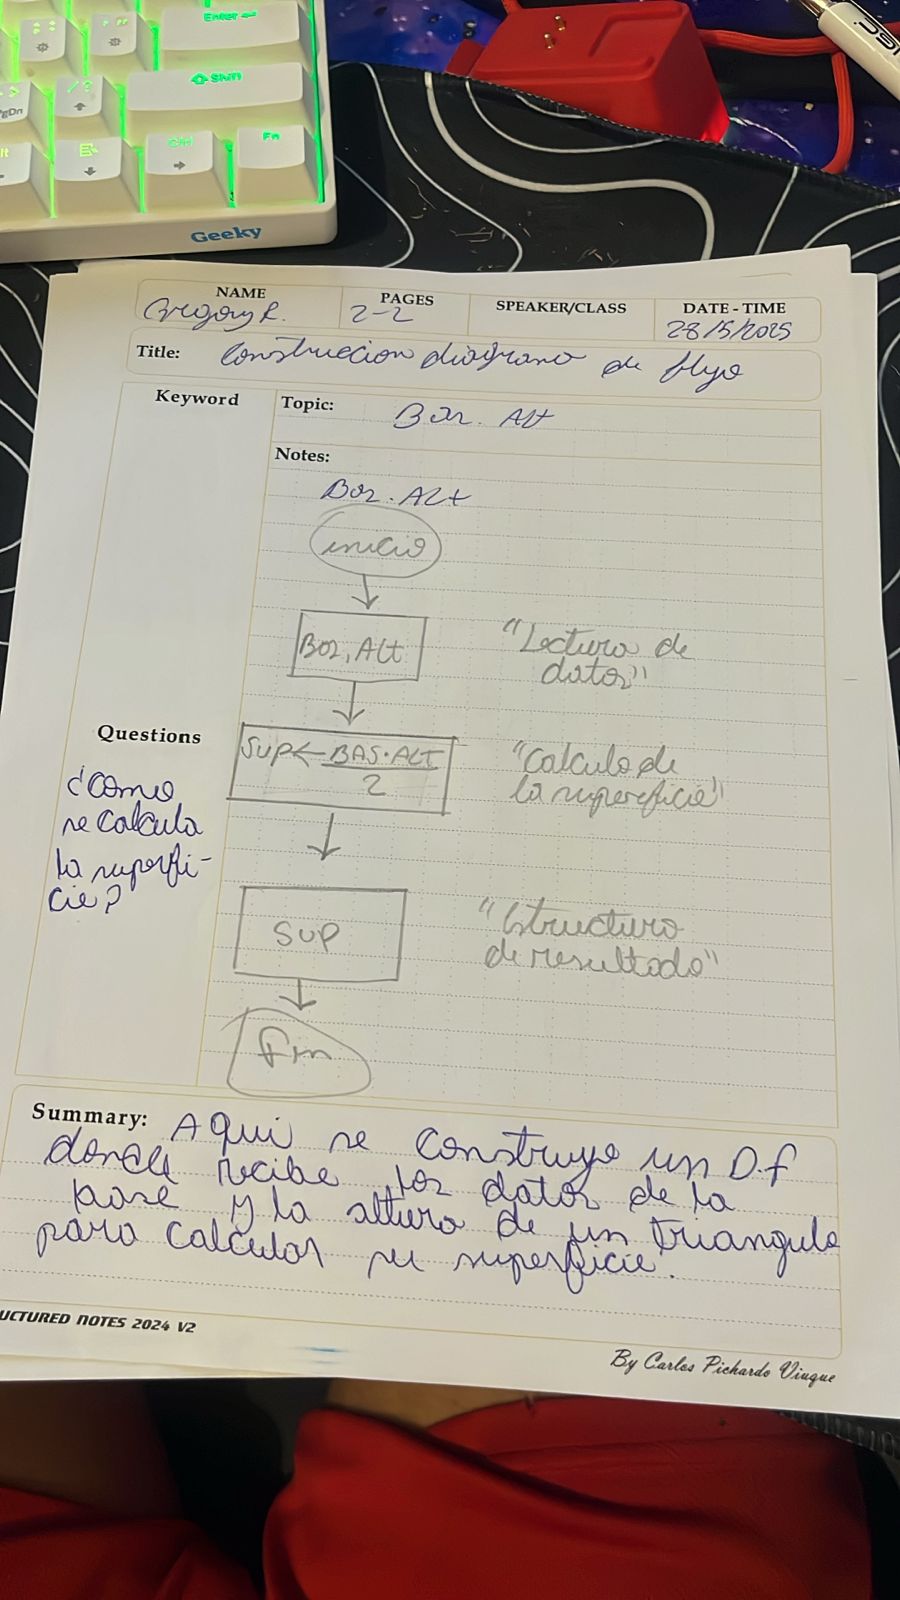 Enter
Shift
PgDn
Fn
Geeky
NAME
Gregory R.
PAGES
2-2
SPEAKER/CLASS
DATE - TIME
28/5/2025
Title: Construccion diagrama de flujo
Keyword
Topic: Bas. Alt
Notes:
Bas. Alt
inicio
Bas, Alt
"Lectura de
datos"
SUP← BAS·ALT
2
"Calculo de
la superficie"
Questions
¿Como
se calcula
la superfi-
cie?
SUP
"Estructura
de resultado"
Fin
Summary: Aqui se construye un D.f
donde recibe los datos de la
base y la altura de un triangulo
para calcular su superficie.
UCTURED NOTES 2024 V2
By Carlos Pichardo Viuque